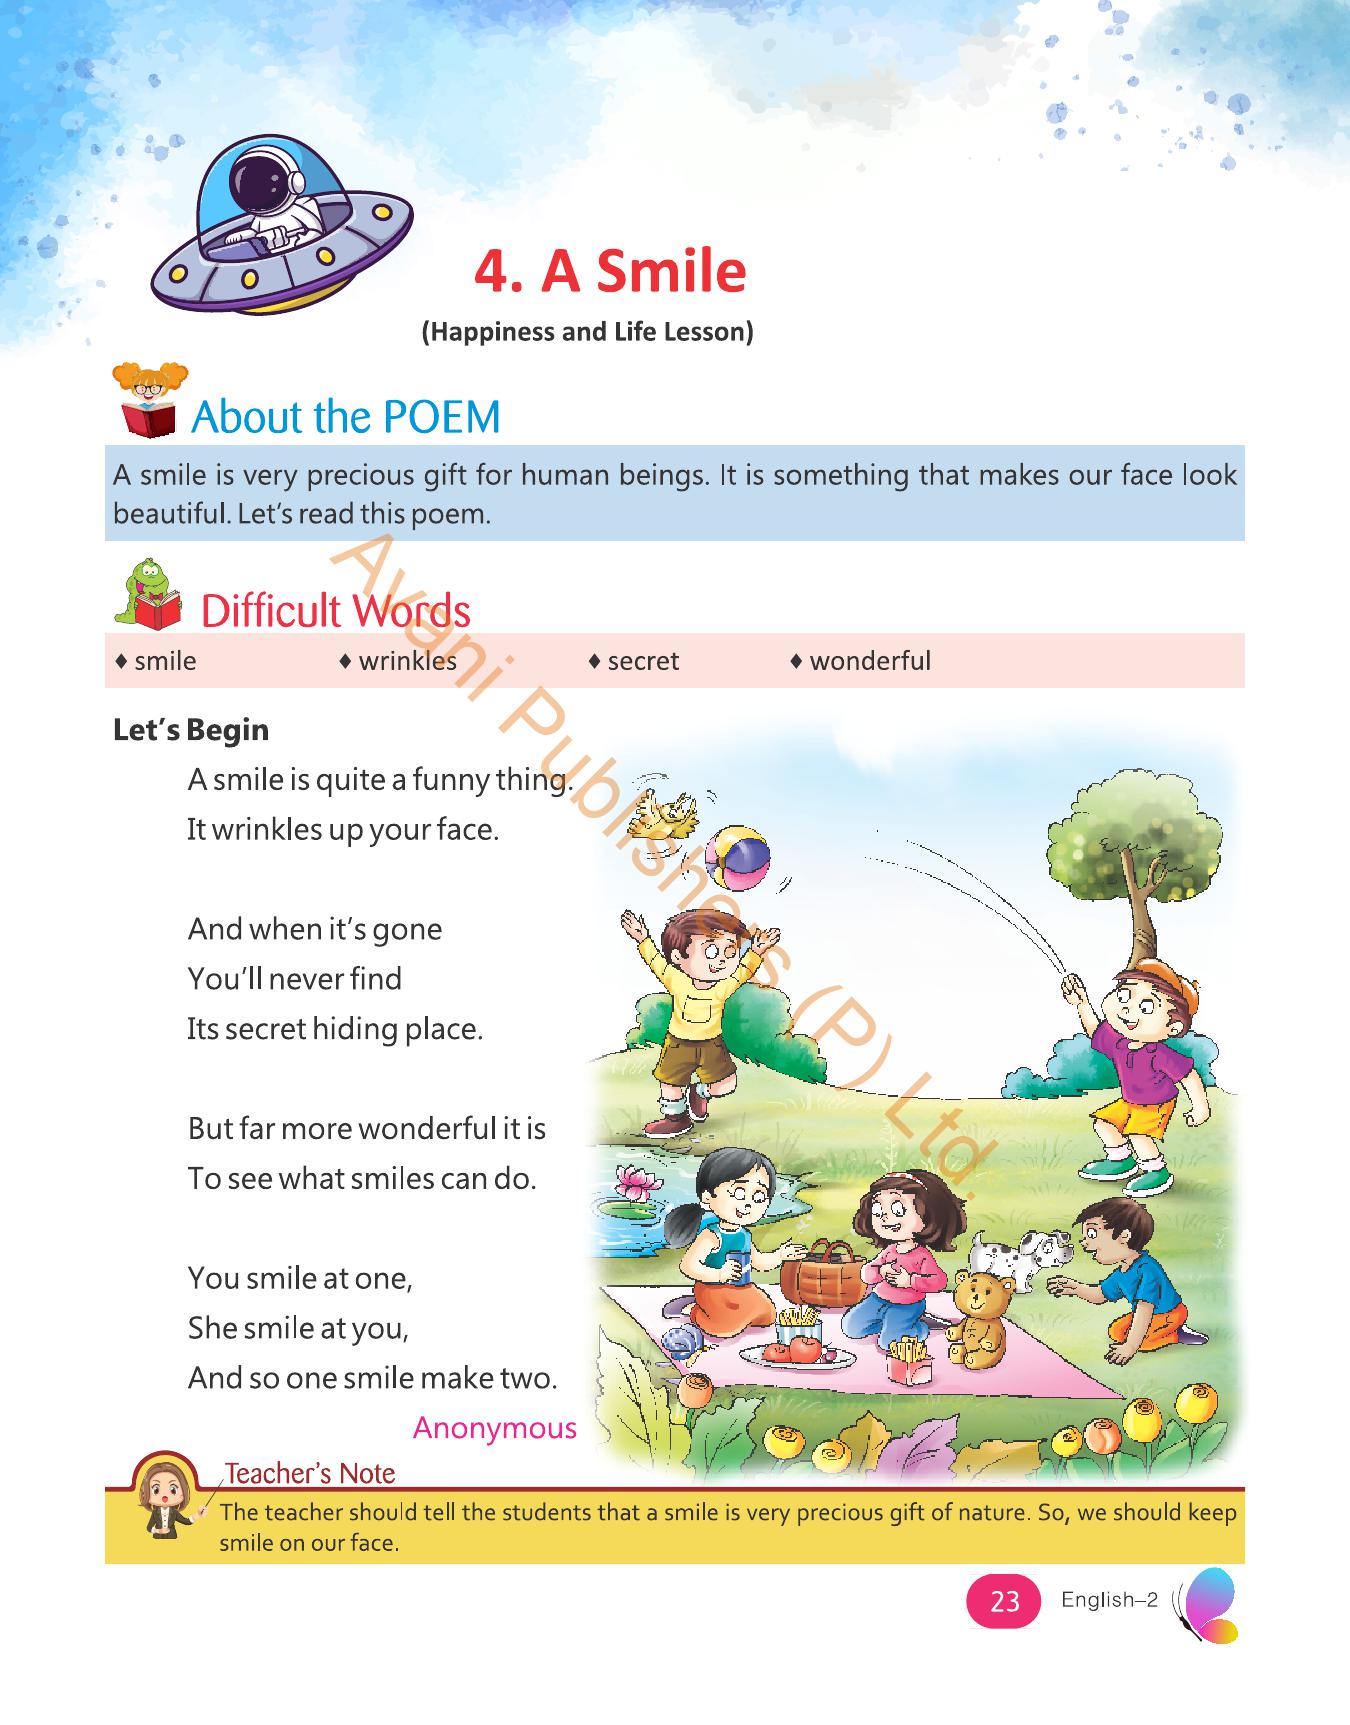 4. A Smile
(Happiness and Life Lesson)
About the POEM
A smile is very precious gift for human beings. It is something that makes our face look
beautiful. Let's read this poem.
Difficult Words
♦ smile ♦ wrinkles ♦ secret ♦ wonderful
Let's Begin
A smile is quite a funny thing.
It wrinkles up your face.
And when it's gone
You'll never find
Its secret hiding place.
But far more wonderful it is
To see what smiles can do.
You smile at one,
She smile at you,
And so one smile make two.
Anonymous
Teacher's Note
The teacher should tell the students that a smile is very precious gift of nature. So, we should keep
smile on our face.
23 English–2
Avani Publishers (P) Ltd.